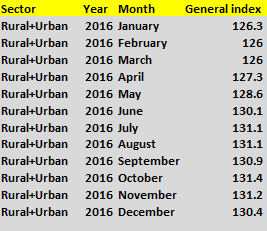 Sector Year Month General index
Rural+Urban 2016 January 126.3
Rural+Urban 2016 February 126
Rural+Urban 2016 March 126
Rural+Urban 2016 April 127.3
Rural+Urban 2016 May 128.6
Rural+Urban 2016 June 130.1
Rural+Urban 2016 July 131.1
Rural+Urban 2016 August 131.1
Rural+Urban 2016 September 130.9
Rural+Urban 2016 October 131.4
Rural+Urban 2016 November 131.2
Rural+Urban 2016 December 130.4